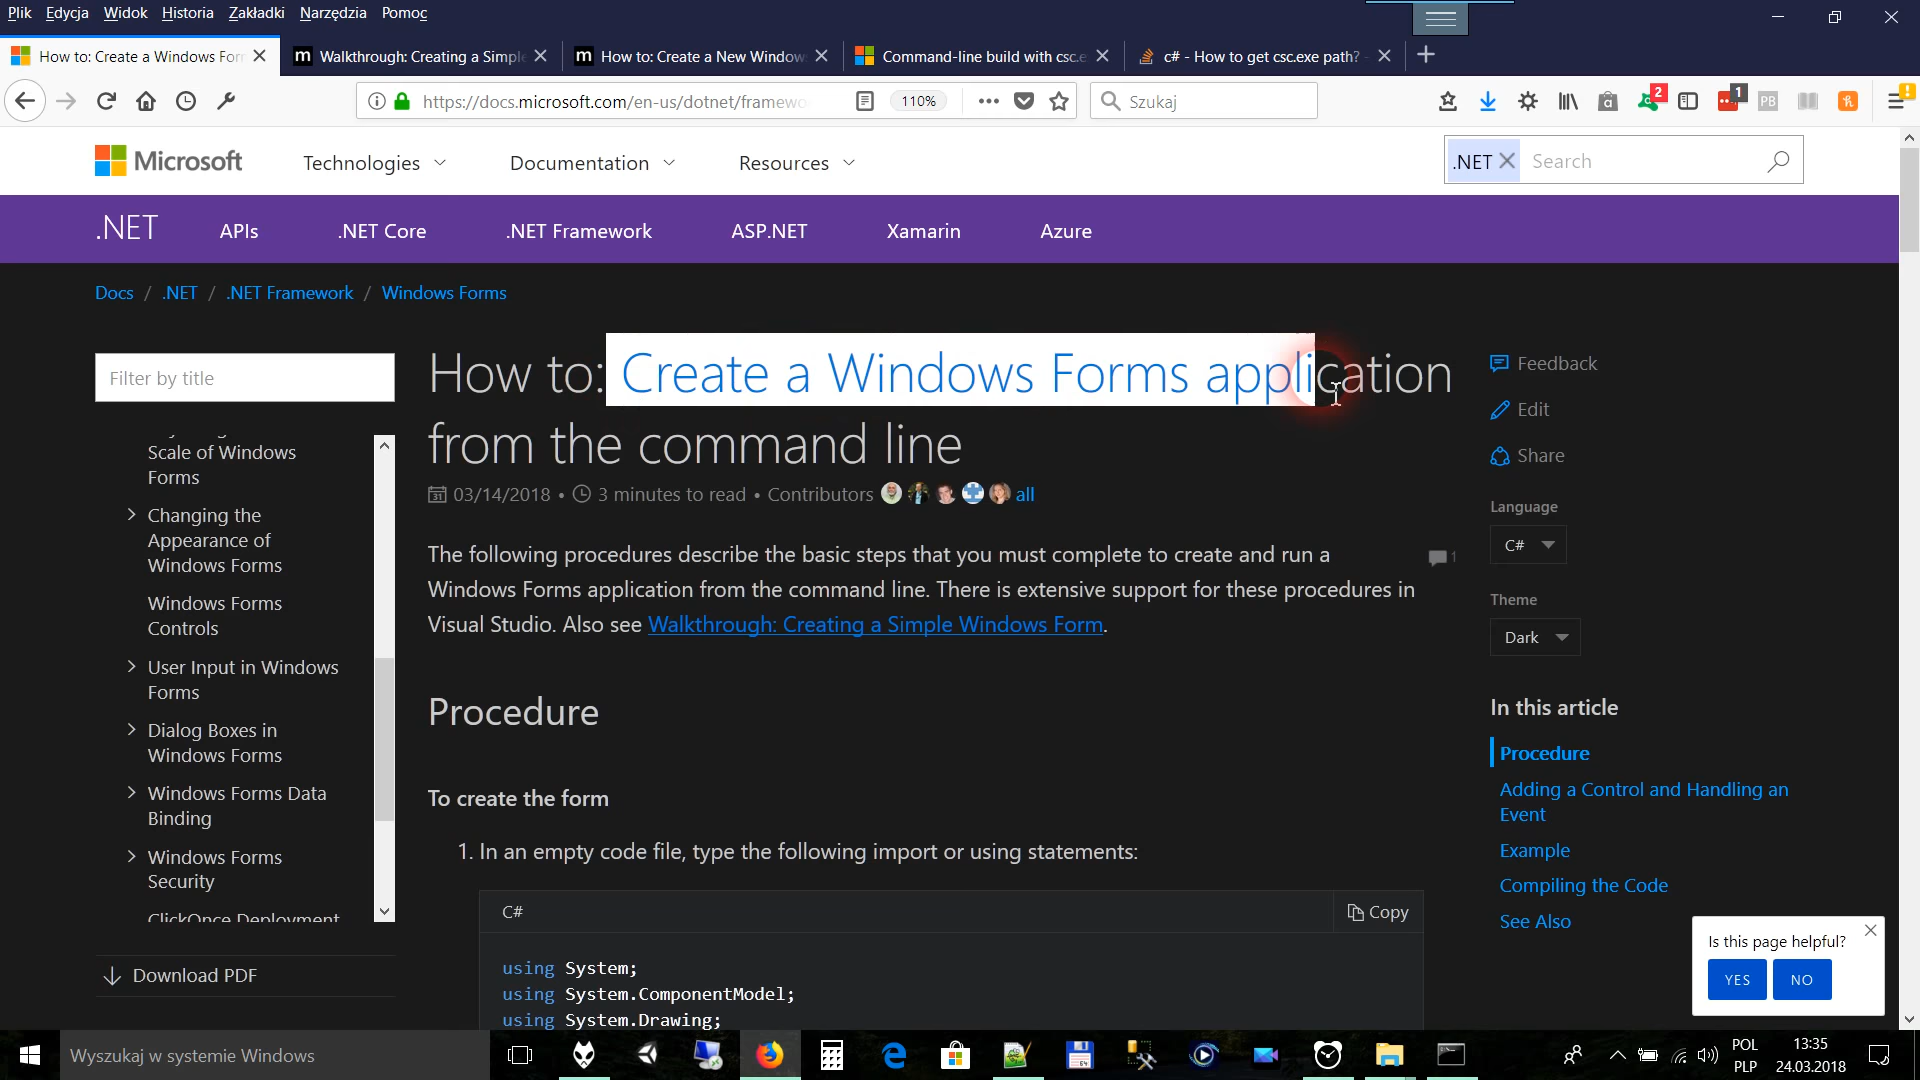 Plik Edycja Widok Historia Zakładki Narzędzia Pomoc
How to: Create a Windows For
Walkthrough: Creating a Simple
How to: Create a New Window
Command-line build with csc.e
c# - How to get csc.exe path? -
https://docs.microsoft.com/en-us/dotnet/framewo
110%
Szukaj
2
1
PB
Microsoft
Technologies
Documentation
Resources
.NET
Search
.NET
APIs
.NET Core
.NET Framework
ASP.NET
Xamarin
Azure
Docs / .NET / .NET Framework / Windows Forms
Filter by title
Scale of Windows
Forms
Changing the
Appearance of
Windows Forms
Windows Forms
Controls
User Input in Windows
Forms
Dialog Boxes in
Windows Forms
Windows Forms Data
Binding
Windows Forms
Security
ClickOnce Deployment
Download PDF
How to: Create a Windows Forms application
from the command line
03/14/2018 • 3 minutes to read • Contributors all
The following procedures describe the basic steps that you must complete to create and run a
Windows Forms application from the command line. There is extensive support for these procedures in
Visual Studio. Also see Walkthrough: Creating a Simple Windows Form.
1
Procedure
To create the form
1. In an empty code file, type the following import or using statements:
C#
Copy
using System;
using System.ComponentModel;
using System.Drawing;
Feedback
Edit
Share
Language
C#
Theme
Dark
In this article
Procedure
Adding a Control and Handling an
Event
Example
Compiling the Code
See Also
Is this page helpful?
YES
NO
Wyszukaj w systemie Windows
POL
PLP
13:35
24.03.2018